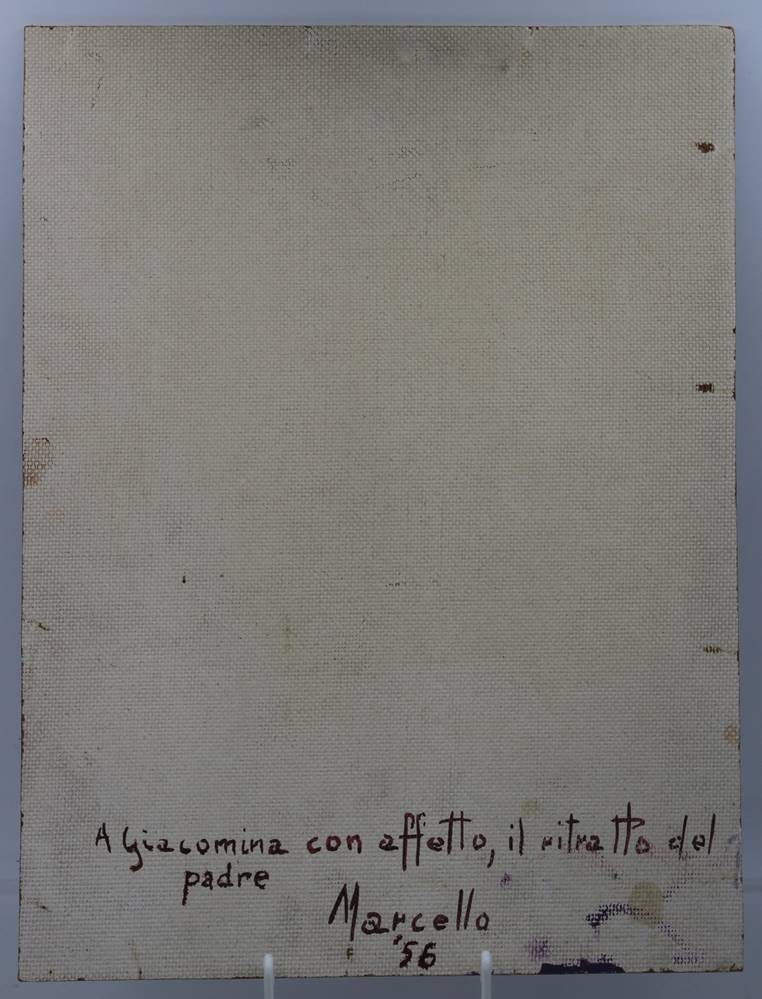 A Giacomina con affetto, il ritratto del
padre
Marcello
'56